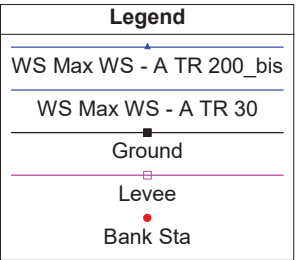 Legend
WS Max WS - A TR 200_bis
WS Max WS - A TR 30
Ground
Levee
Bank Sta